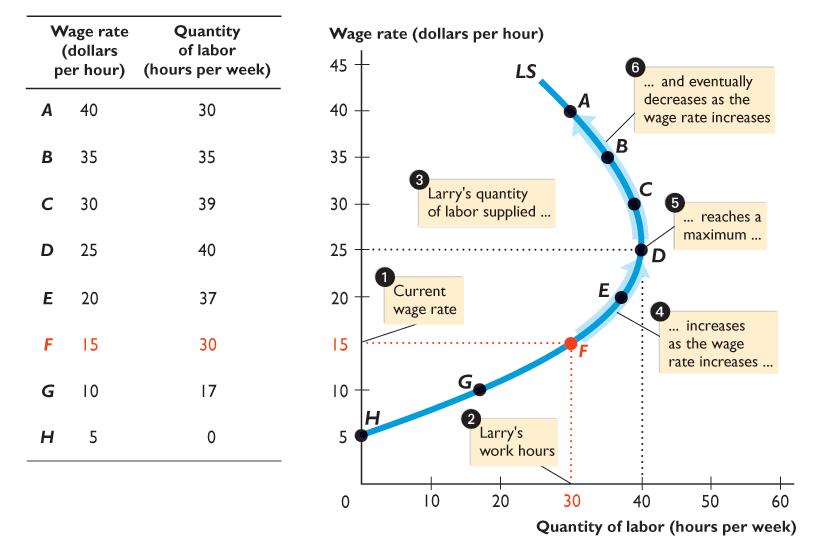 Wage rate
(dollars
per hour)
Quantity
of labor
(hours per week)
A 40 30
B 35 35
C 30 39
D 25 40
E 20 37
F 15 30
G 10 17
H 5 0
Wage rate (dollars per hour)
45
40
35
30
25
20
15
10
5
0
10
20
30
40
50
60
Quantity of labor (hours per week)
LS
A
B
C
D
E
F
G
H
1
Current
wage rate
2
Larry's
work hours
3
Larry's quantity
of labor supplied ...
4
... increases
as the wage
rate increases ...
5
... reaches a
maximum ...
6
... and eventually
decreases as the
wage rate increases